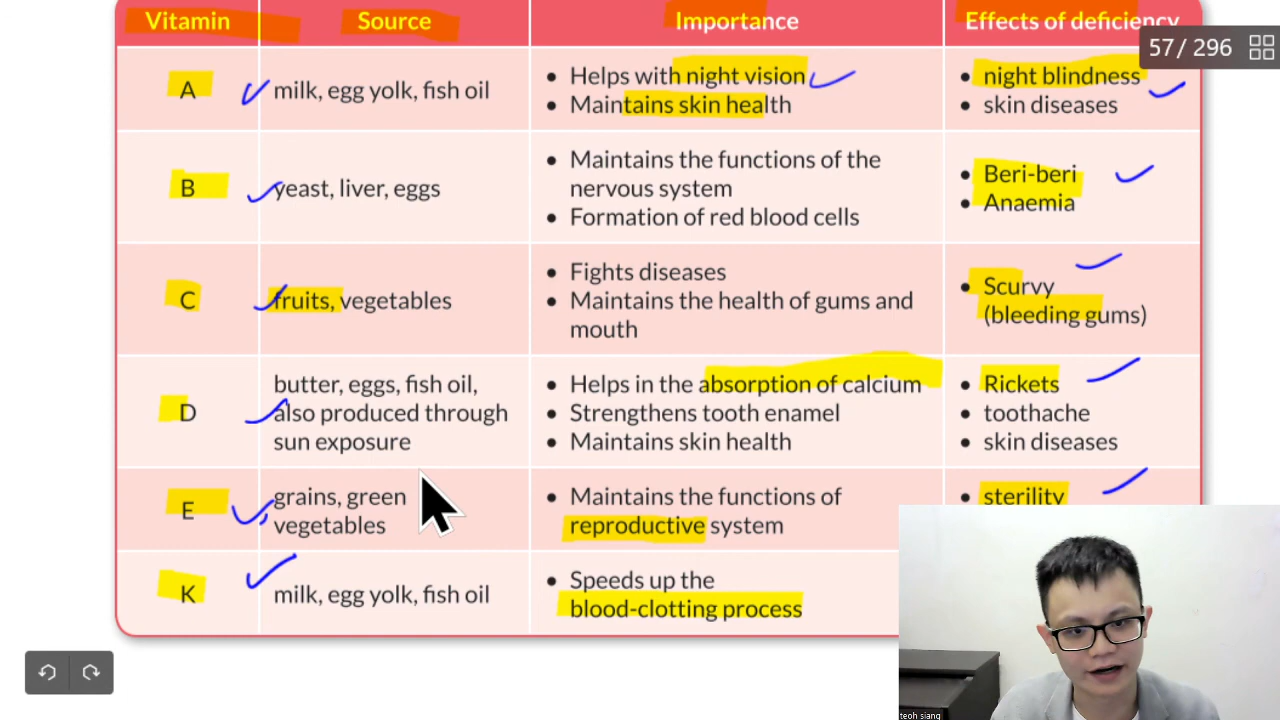 Vitamin Source Importance Effects of deficiency
57 / 296
A
milk, egg yolk, fish oil
• Helps with night vision
• Maintains skin health
• night blindness
• skin diseases
B
yeast, liver, eggs
• Maintains the functions of the
nervous system
• Formation of red blood cells
• Beri-beri
• Anaemia
C
fruits, vegetables
• Fights diseases
• Maintains the health of gums and
mouth
• Scurvy
(bleeding gums)
D
butter, eggs, fish oil,
also produced through
sun exposure
• Helps in the absorption of calcium
• Strengthens tooth enamel
• Maintains skin health
• Rickets
• toothache
• skin diseases
E
grains, green
vegetables
• Maintains the functions of
reproductive system
• sterility
K
milk, egg yolk, fish oil
• Speeds up the
blood-clotting process
teoh siang